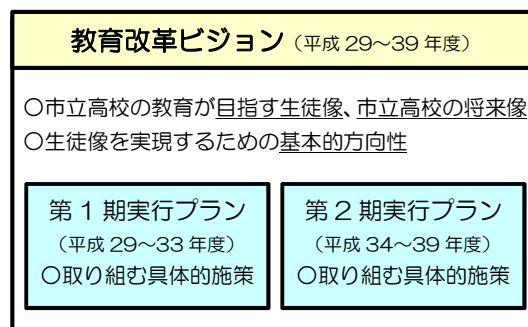 教育改革ビジョン（平成29～39年度）
○市立高校の教育が目指す生徒像、市立高校の将来像
○生徒像を実現するための基本的方向性
第1期実行プラン
（平成29～33年度）
○取り組む具体的施策
第2期実行プラン
（平成34～39年度）
○取り組む具体的施策